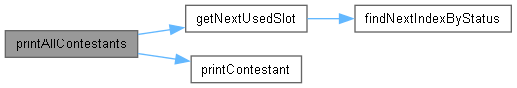 printAllContestants
getNextUsedSlot
findNextIndexByStatus
printContestant